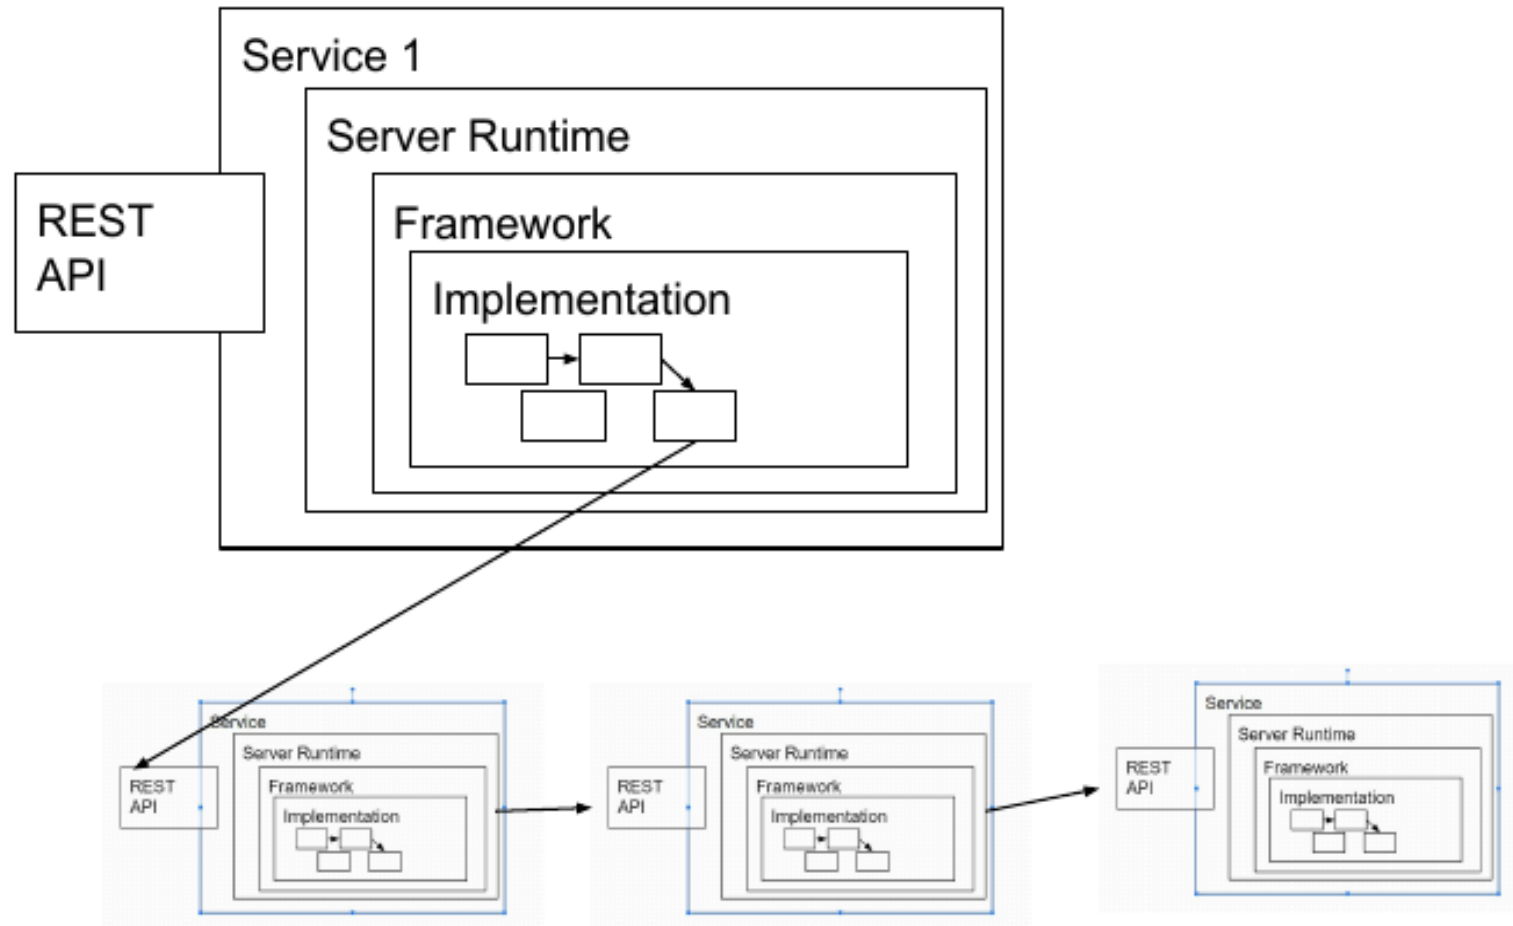 Service 1
Server Runtime
REST
API
Framework
Implementation
Service
Server Runtime
REST
API
Framework
Implementation
Service
Server Runtime
REST
API
Framework
Implementation
Service
Server Runtime
REST
API
Framework
Implementation